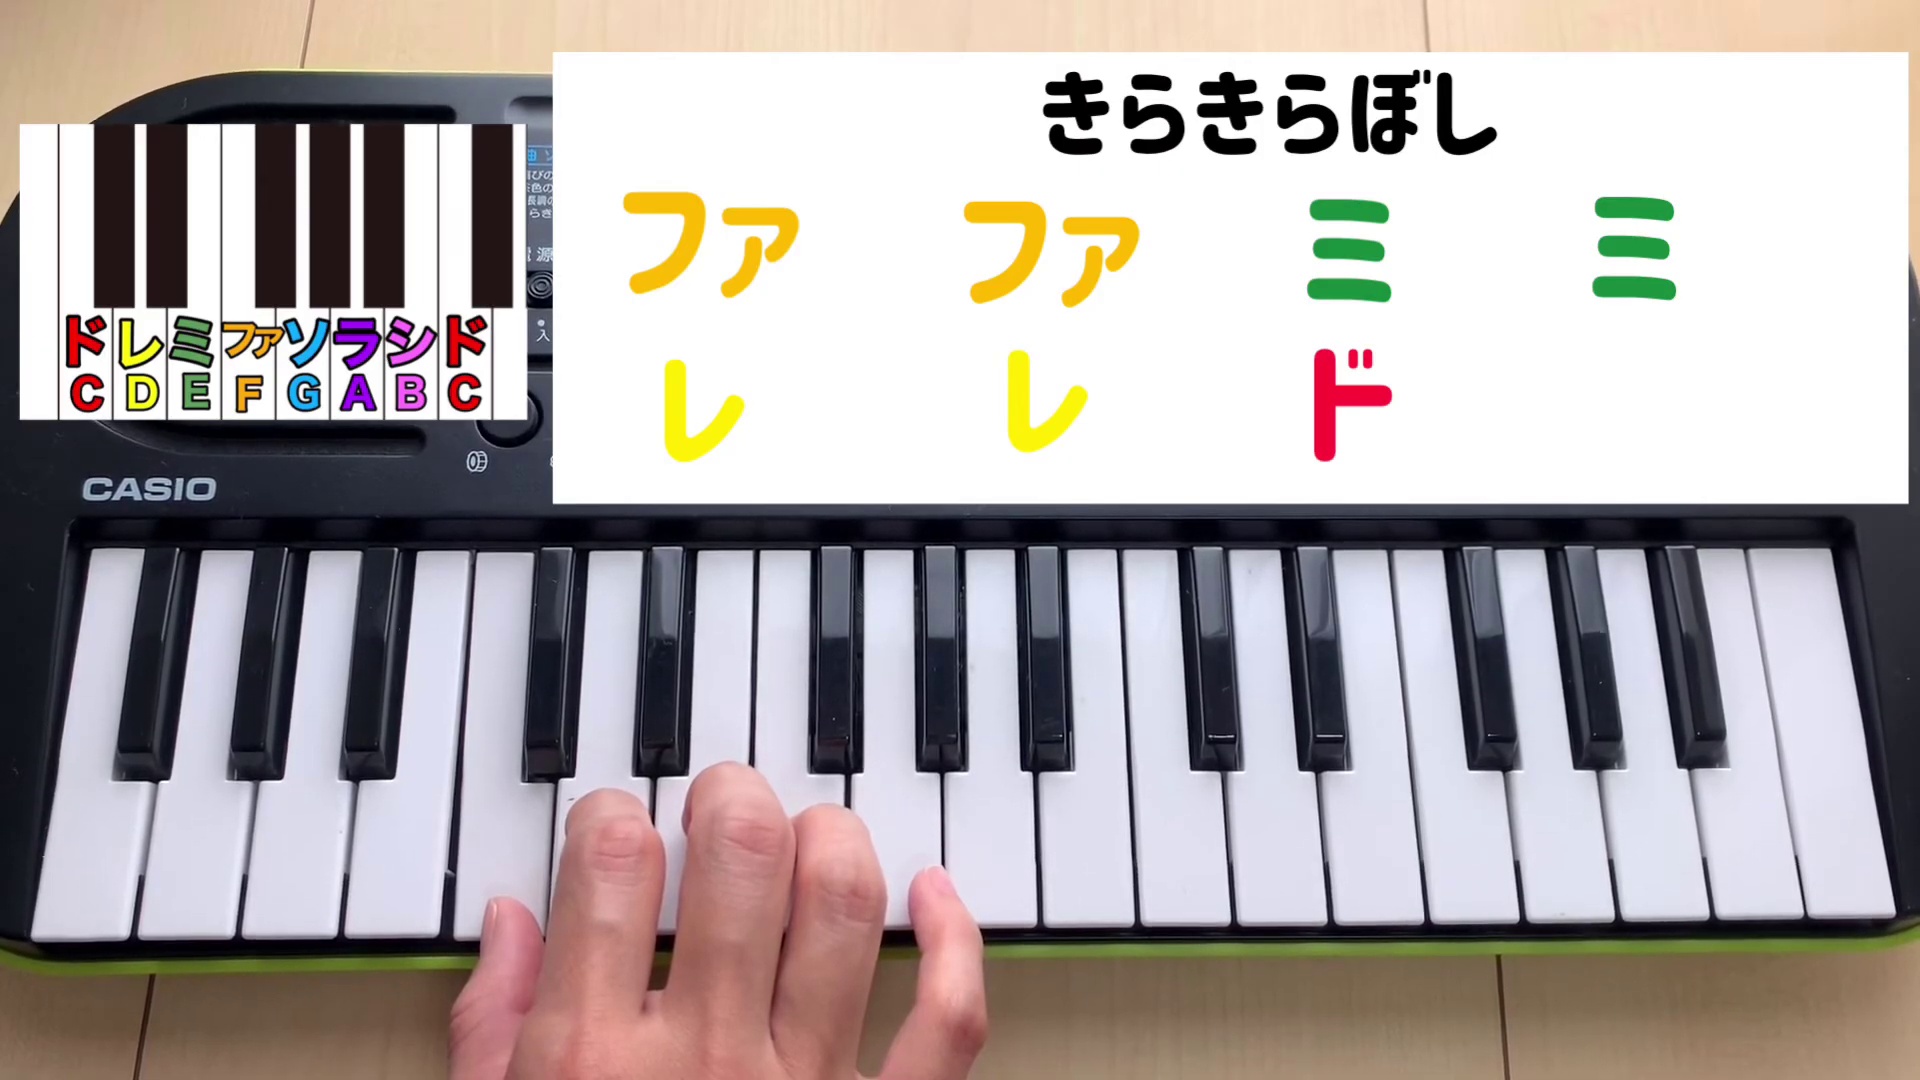 きらきらぼし
ファ ファ ミ ミ
レ レ ド
ド レ ミ ファ ソ ラ シ ド
C D E F G A B C
CASIO